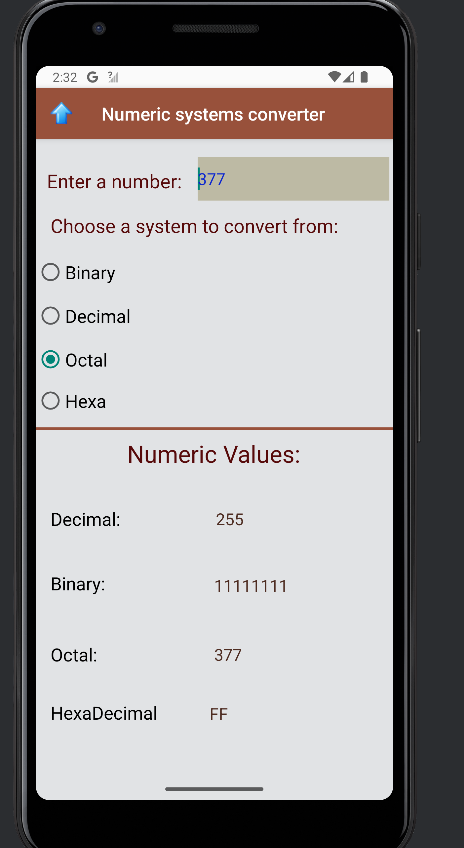 2:32 G
Numeric systems converter
Enter a number: 377
Choose a system to convert from:
Binary
Decimal
Octal
Hexa
Numeric Values:
Decimal: 255
Binary: 11111111
Octal: 377
HexaDecimal FF